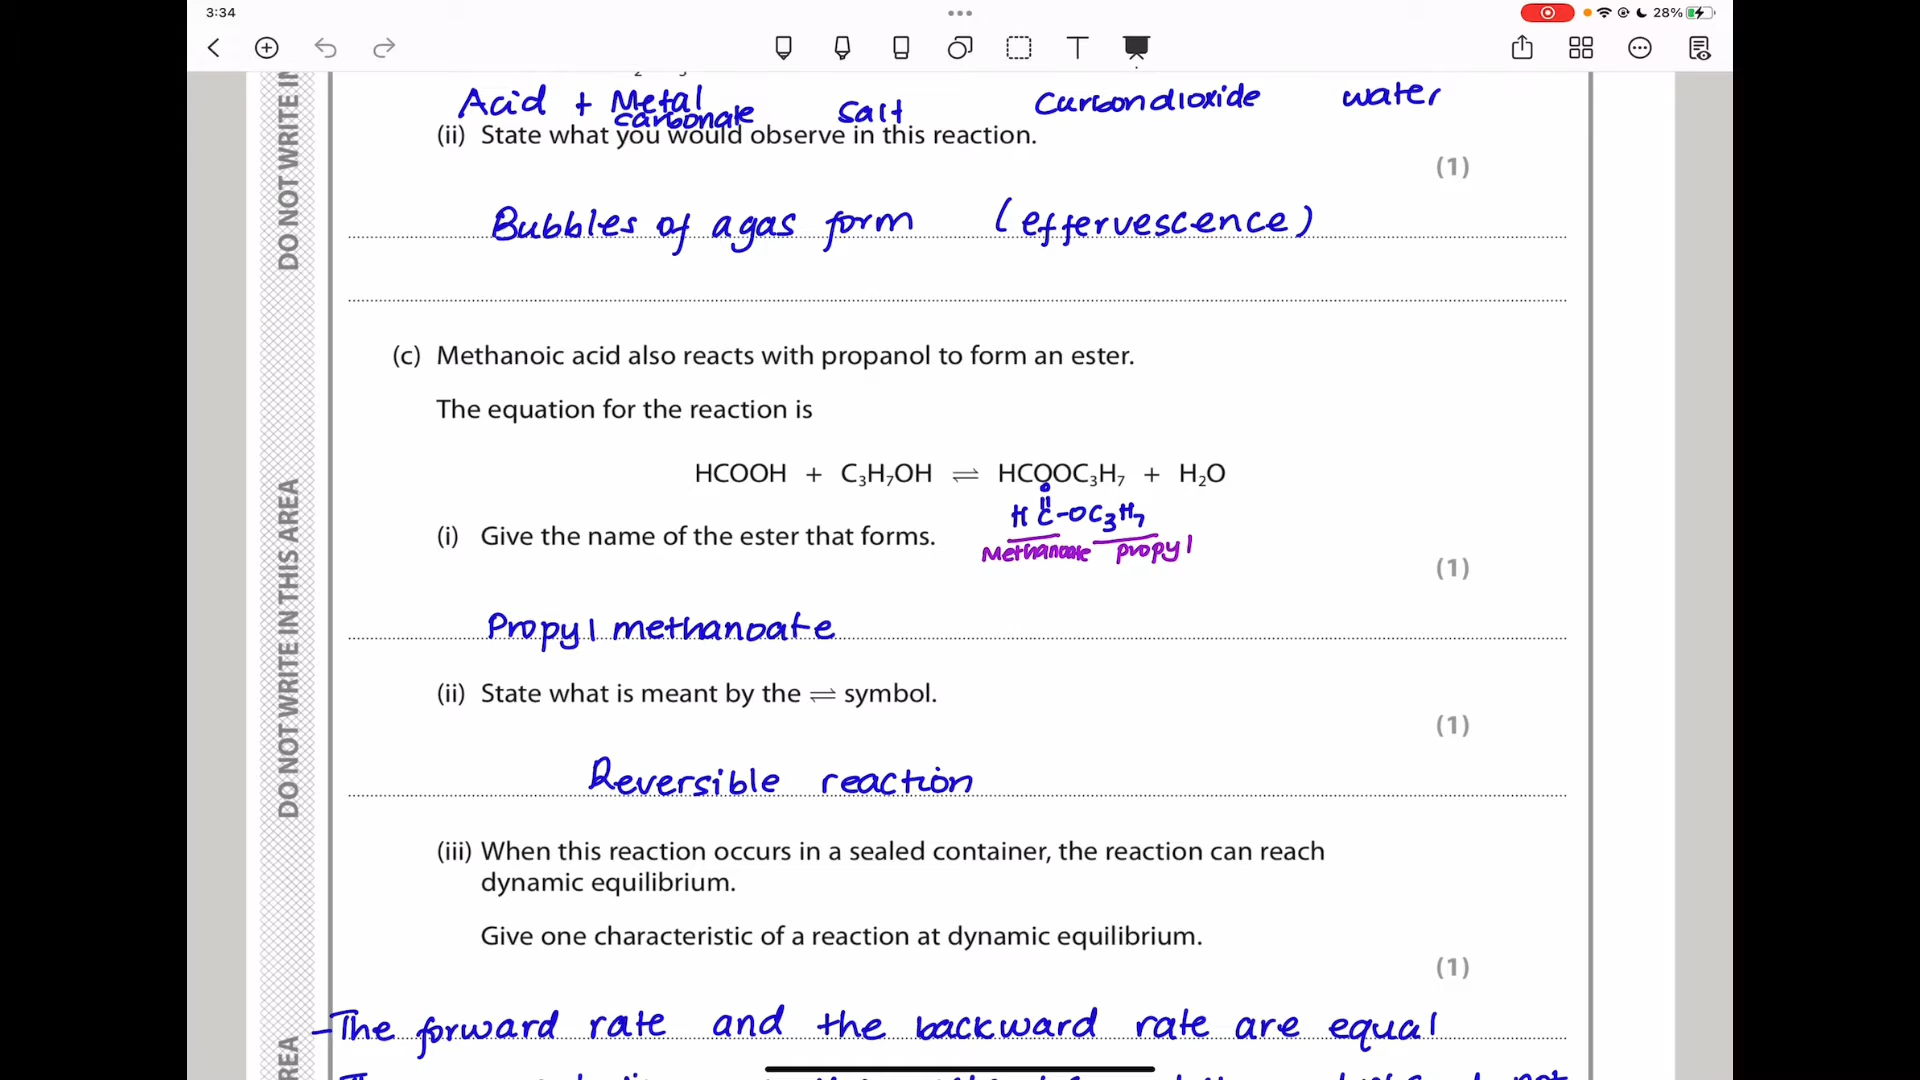 3:34
28%
Acid + Metal carbonate salt Carbondioxide water
(ii) State what you would observe in this reaction.
(1)
Bubbles of a gas form (effervescence)
(c) Methanoic acid also reacts with propanol to form an ester.
The equation for the reaction is
HCOOH + C₃H₇OH ⇌ HCOOC₃H₇ + H₂O
O
H C-OC₃H₇
(i) Give the name of the ester that forms.
Methanoate propyl
(1)
Propyl methanoate
(ii) State what is meant by the ⇌ symbol.
(1)
Reversible reaction
(iii) When this reaction occurs in a sealed container, the reaction can reach
dynamic equilibrium.
Give one characteristic of a reaction at dynamic equilibrium.
(1)
-The forward rate and the backward rate are equal
DO NOT WRITE IN
DO NOT WRITE IN THIS AREA
REA